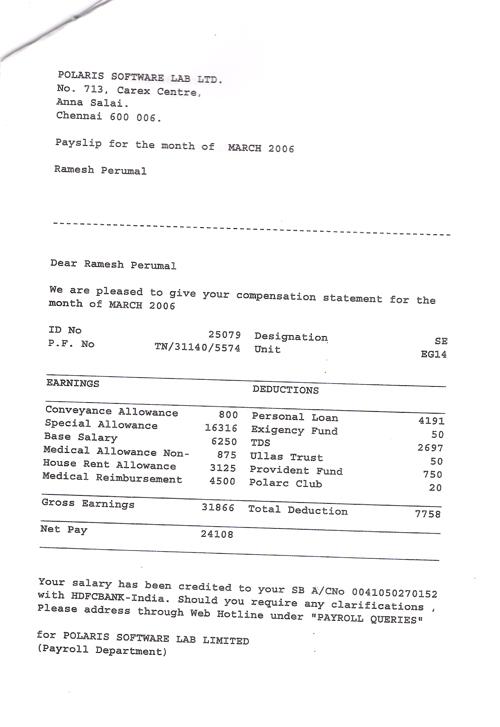 POLARIS SOFTWARE LAB LTD.
No. 713, Carex Centre,
Anna Salai.
Chennai 600 006.
Payslip for the month of MARCH 2006
Ramesh Perumal
Dear Ramesh Perumal
We are pleased to give your compensation statement for the
month of MARCH 2006
ID No 25079 Designation SE
P.F. No TN/31140/5574 Unit EG14
EARNINGS DEDUCTIONS
Conveyance Allowance 800 Personal Loan 4191
Special Allowance 16316 Exigency Fund 50
Base Salary 6250 TDS 2697
Medical Allowance Non- 875 Ullas Trust 50
House Rent Allowance 3125 Provident Fund 750
Medical Reimbursement 4500 Polarc Club 20
Gross Earnings 31866 Total Deduction 7758
Net Pay 24108
Your salary has been credited to your SB A/CNo 0041050270152
with HDFCBANK-India. Should you require any clarifications ,
Please address through Web Hotline under "PAYROLL QUERIES"
for POLARIS SOFTWARE LAB LIMITED
(Payroll Department)